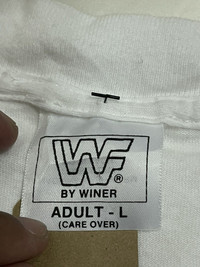 WF®
BY WINER
ADULT - L
(CARE OVER)